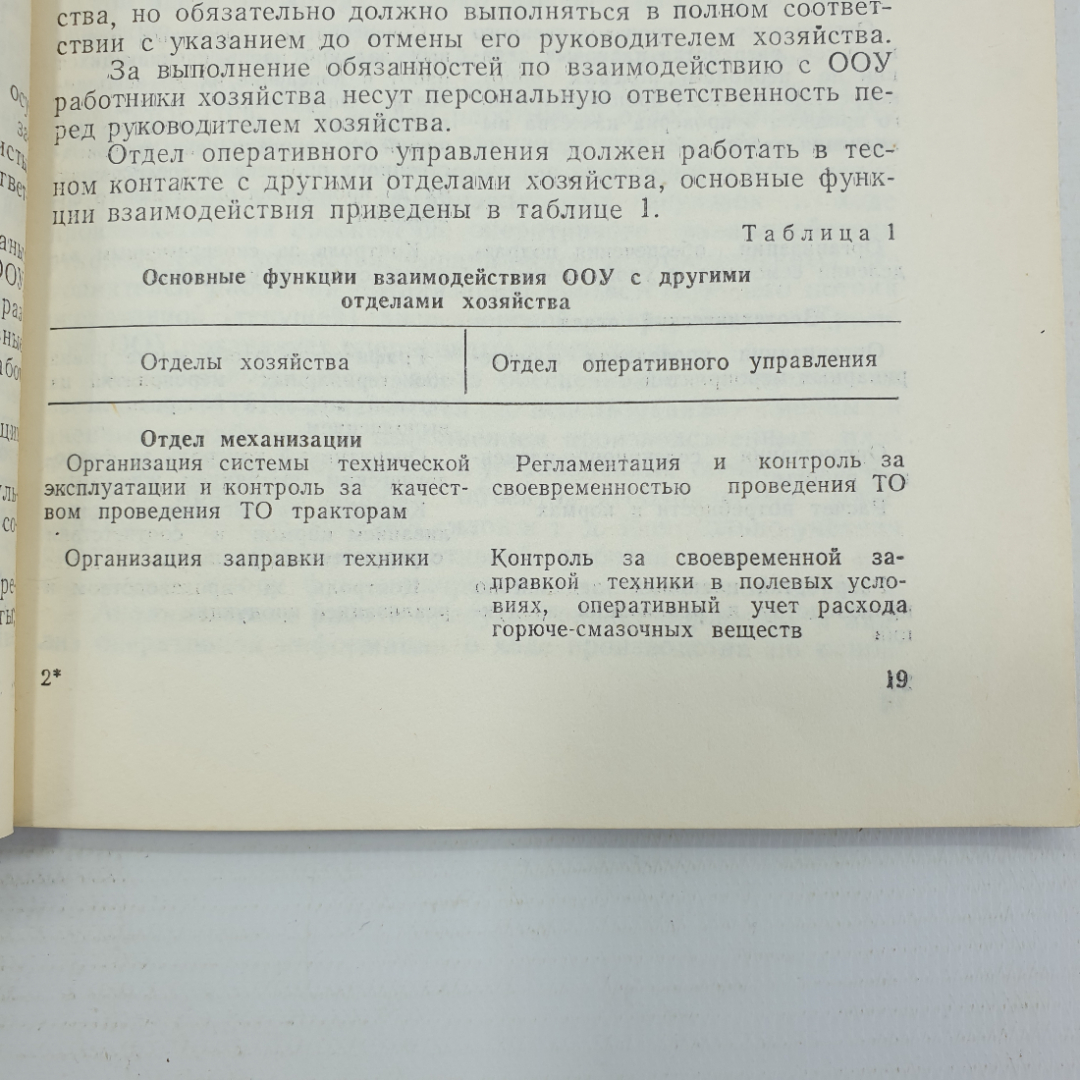 ства, но обязательно должно выполняться в полном соответ-
ствии с указанием до отмены его руководителем хозяйства.
За выполнение обязанностей по взаимодействию с ООУ
работники хозяйства несут персональную ответственность пе-
ред руководителем хозяйства.
Отдел оперативного управления должен работать в тес-
ном контакте с другими отделами хозяйства, основные функ-
ции взаимодействия приведены в таблице 1.
Таблица 1
Основные функции взаимодействия ООУ с другими
отделами хозяйства
Отделы хозяйства
Отдел оперативного управления
Отдел механизации
Организация системы технической
эксплуатации и контроль за качест-
вом проведения ТО тракторам
Регламентация и контроль за
своевременностью проведения ТО
Организация заправки техники
Контроль за своевременной за-
правкой техники в полевых усло-
виях, оперативный учет расхода
горюче-смазочных веществ
2*
19